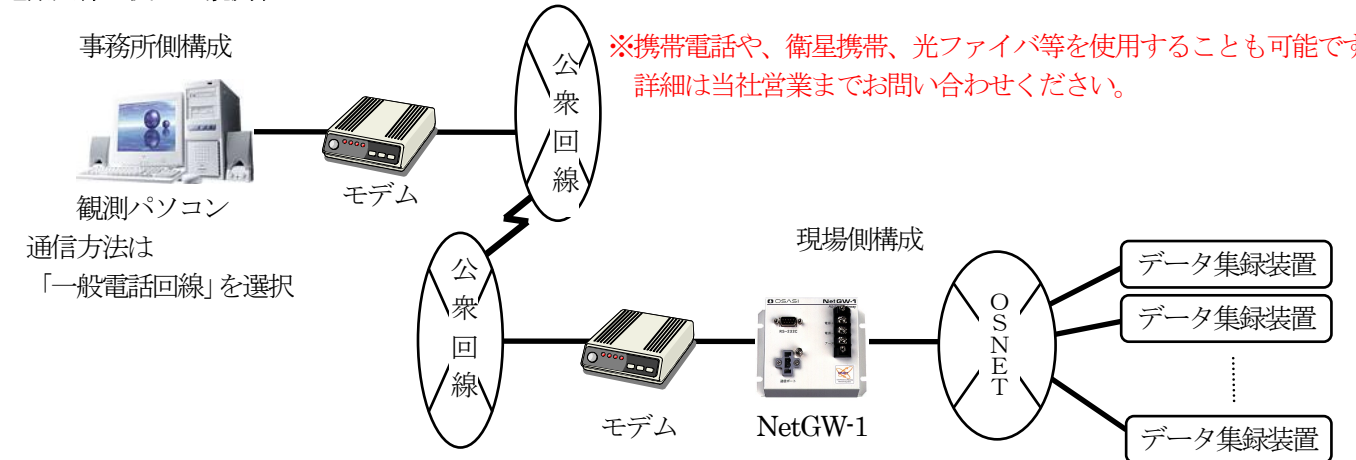 事務所側構成
※携帯電話や、衛星携帯、光ファイバ等を使用することも可能です
詳細は当社営業までお問い合わせください。
公衆回線
モデム
観測パソコン
通信方法は
「一般電話回線」を選択
公衆回線
現場側構成
モデム
OSASI NetGW-1
RS-232C
NetGW-1
OSNET
データ集録装置
データ集録装置
データ集録装置